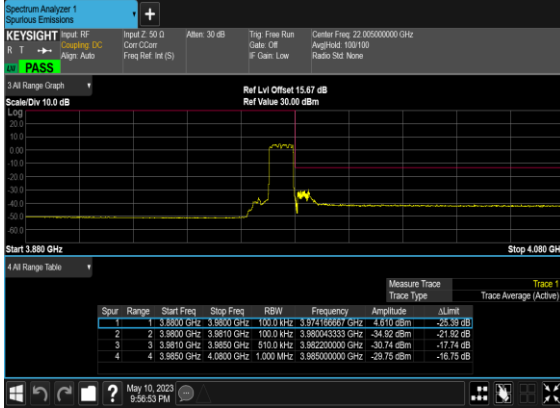 Spectrum Analyzer 1
Spurious Emissions
+
KEYSIGHT Input: RF Input Z: 50 Ω Atten: 30 dB Trig: Free Run Center Freq: 22.005000000 GHz
R T Coupling: DC Corr CCorr Gate: Off Avg|Hold: 100/100
Align: Auto Freq Ref: Int (S) IF Gain: Low Radio Std: None
LXI PASS
3 All Range Graph
Ref Lvl Offset 15.67 dB
Scale/Div 10.0 dB Ref Value 30.00 dBm
Log
20.0
10.0
0.00
-10.0
-20.0
-30.0
-40.0
-50.0
-60.0
Start 3.880 GHz Stop 4.080 GH
4 All Range Table
Measure Trace Trace 1
Trace Type Trace Average (Active)
Spur Range Start Freq Stop Freq RBW Frequency Amplitude ΔLimit
1 1 3.8800 GHz 3.9800 GHz 100.0 kHz 3.974166667 GHz 4.610 dBm -25.39 dB
2 2 3.9800 GHz 3.9810 GHz 100.0 kHz 3.980043333 GHz -34.92 dBm -21.92 dB
3 3 3.9810 GHz 3.9850 GHz 510.0 kHz 3.982200000 GHz -30.74 dBm -17.74 dB
4 4 3.9850 GHz 4.0800 GHz 1.000 MHz 3.985000000 GHz -29.75 dBm -16.75 dB
?
May 10, 2023
9:56:53 PM